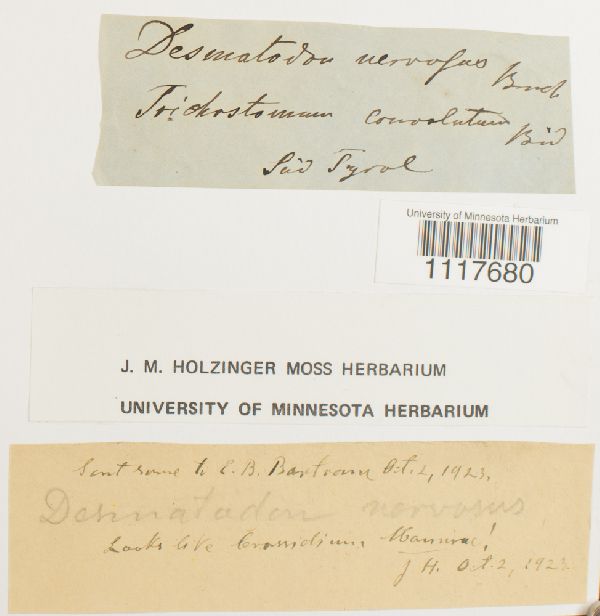 Desmatodon nervosus Bruch
Trichostomum convolutum Brid
Süd Tyrol
University of Minnesota Herbarium
1117680
J. M. HOLZINGER MOSS HERBARIUM
UNIVERSITY OF MINNESOTA HERBARIUM
Sent some to E. B. Bartram Oct. 2, 1923.
Desmatodon nervosus
Looks like Crossidium !
J H. Oct. 2, 1923.